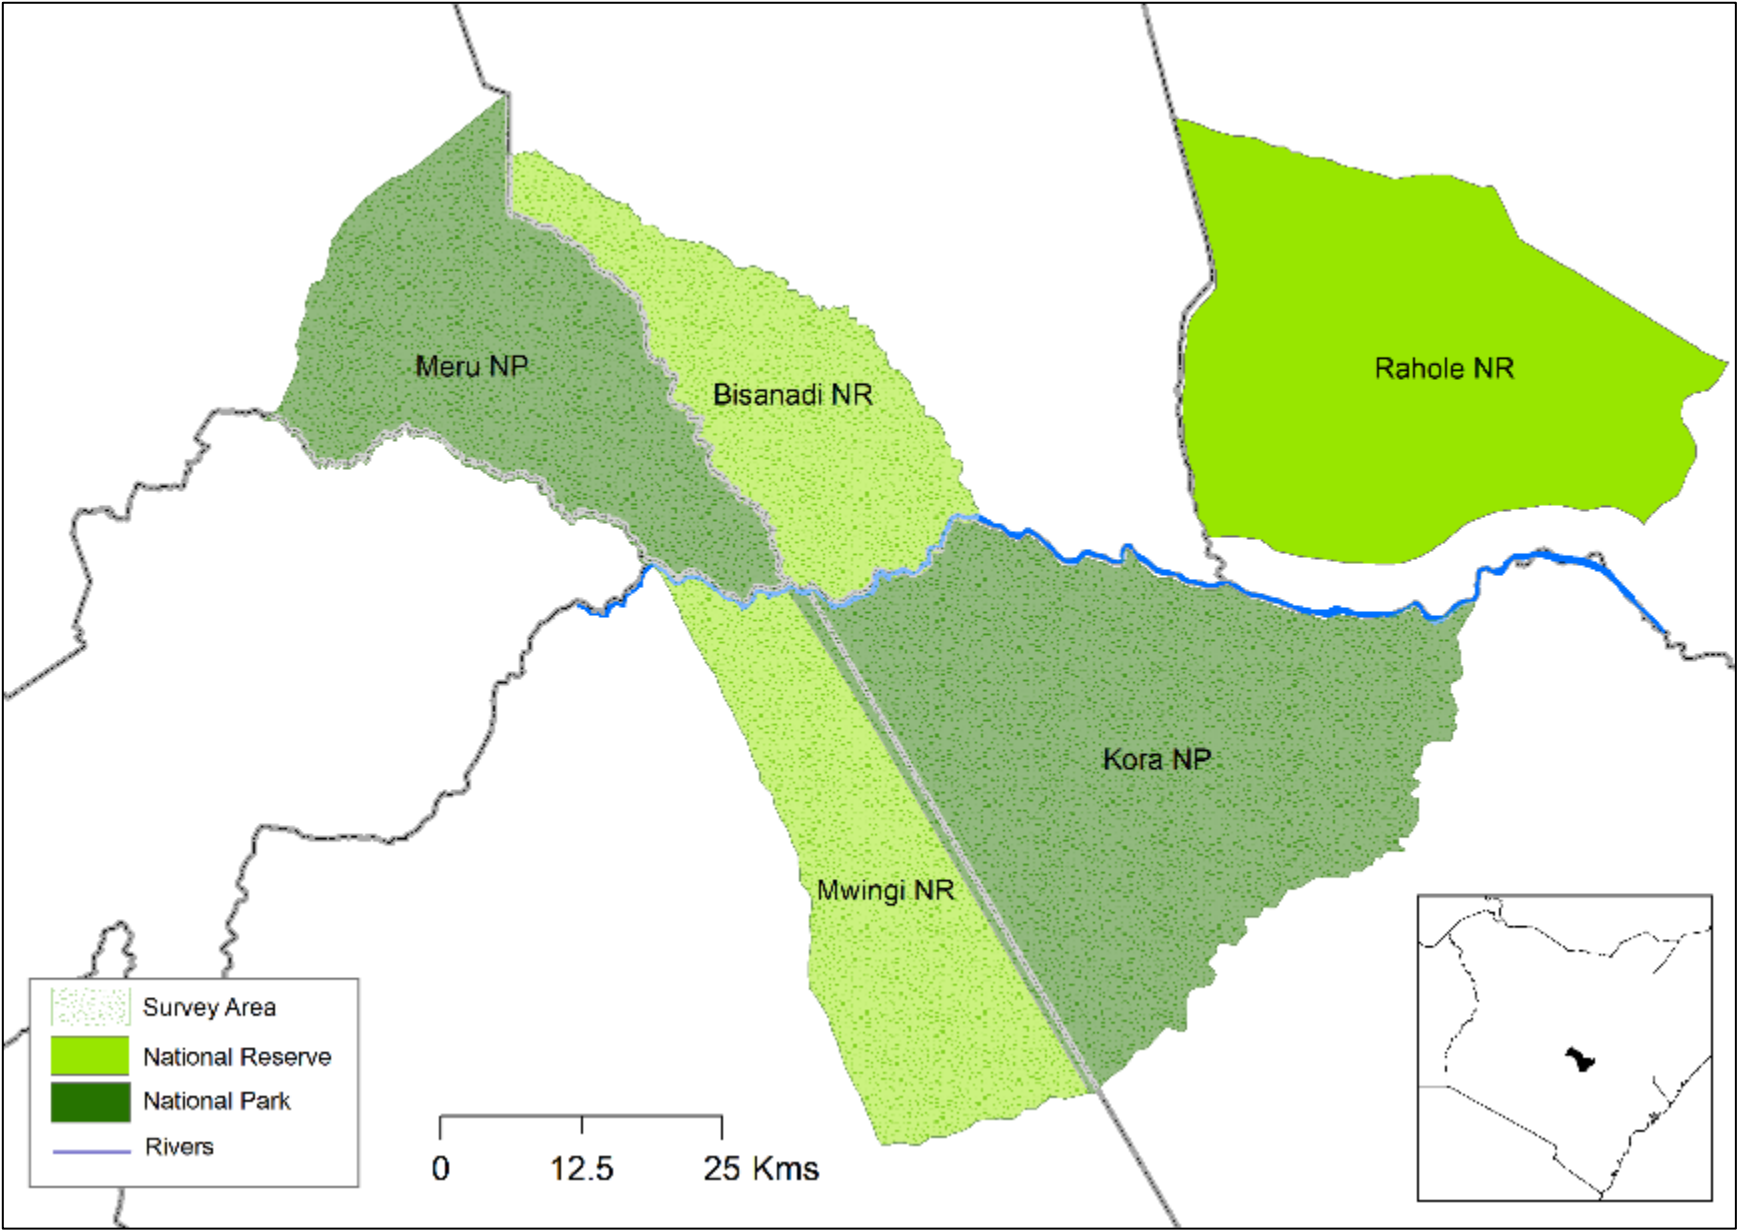 Meru NP
Bisanadi NR
Rahole NR
Kora NP
Mwingi NR
Survey Area
National Reserve
National Park
Rivers
0 12.5 25 Kms